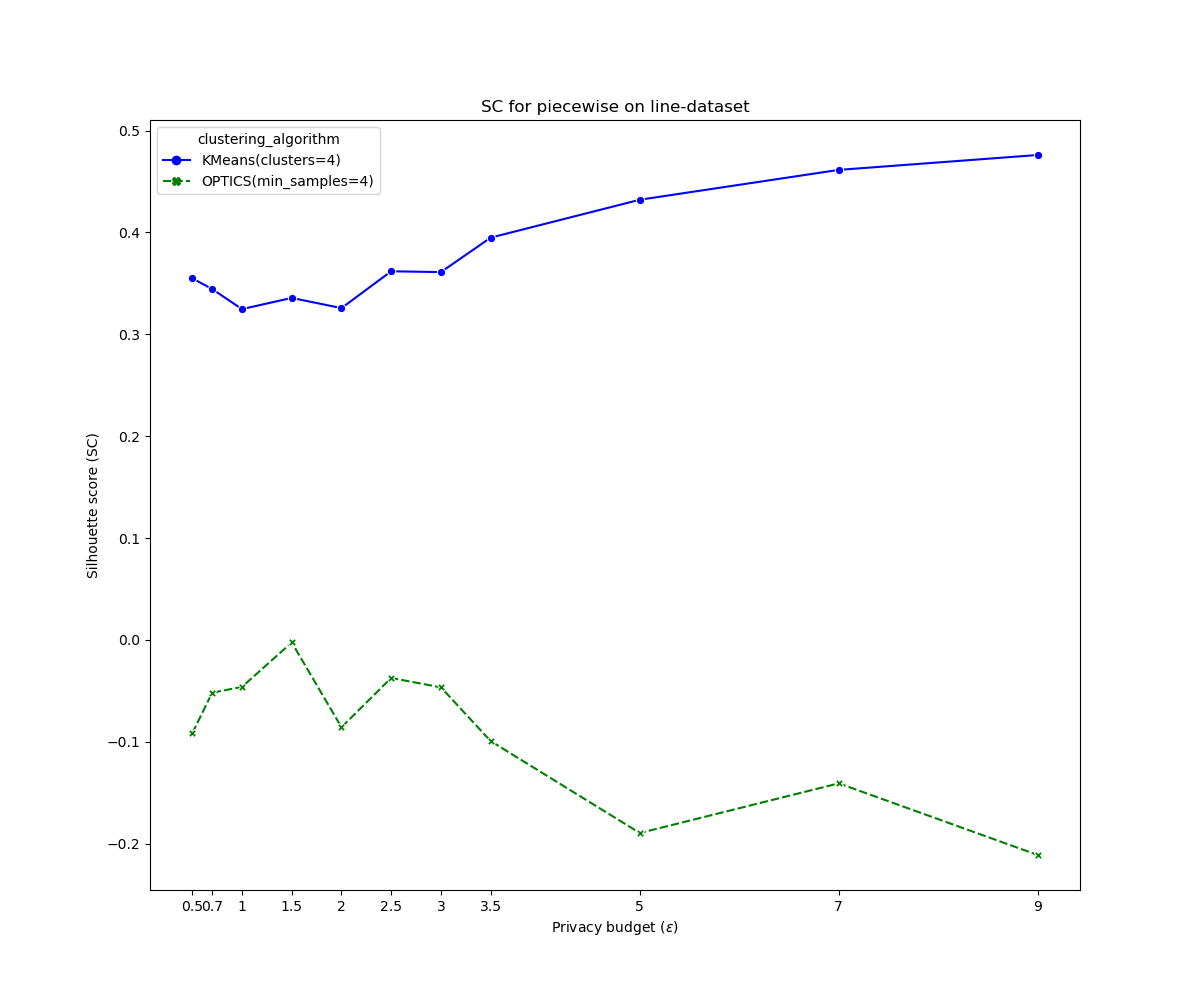 SC for piecewise on line-dataset
clustering_algorithm
KMeans(clusters=4)
OPTICS(min_samples=4)
0.5
0.4
0.3
0.2
0.1
0.0
−0.1
−0.2
Silhouette score (SC)
0.5 0.7 1 1.5 2 2.5 3 3.5 5 7 9
Privacy budget (ε)